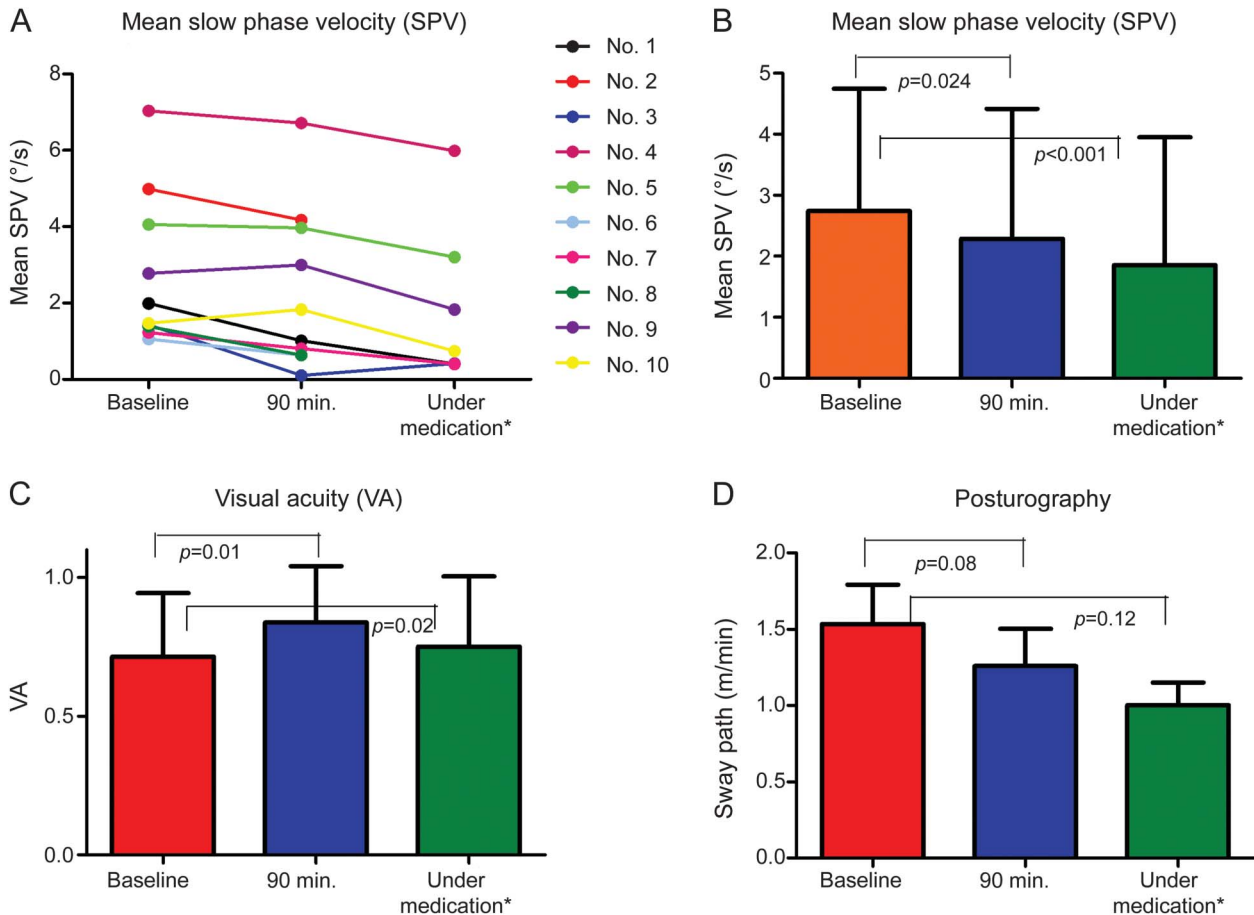 A
Mean slow phase velocity (SPV)
Mean SPV (°/s)
8
6
4
2
0
Baseline
90 min.
Under
medication*
No. 1
No. 2
No. 3
No. 4
No. 5
No. 6
No. 7
No. 8
No. 9
No. 10
B
Mean slow phase velocity (SPV)
p=0.024
p<0.001
Mean SPV (°/s)
5
4
3
2
1
0
Baseline
90 min.
Under
medication*
C
Visual acuity (VA)
p=0.01
p=0.02
VA
1.0
0.5
0.0
Baseline
90 min.
Under
medication*
D
Posturography
p=0.08
p=0.12
Sway path (m/min)
2.0
1.5
1.0
0.5
0.0
Baseline
90 min.
Under
medication*